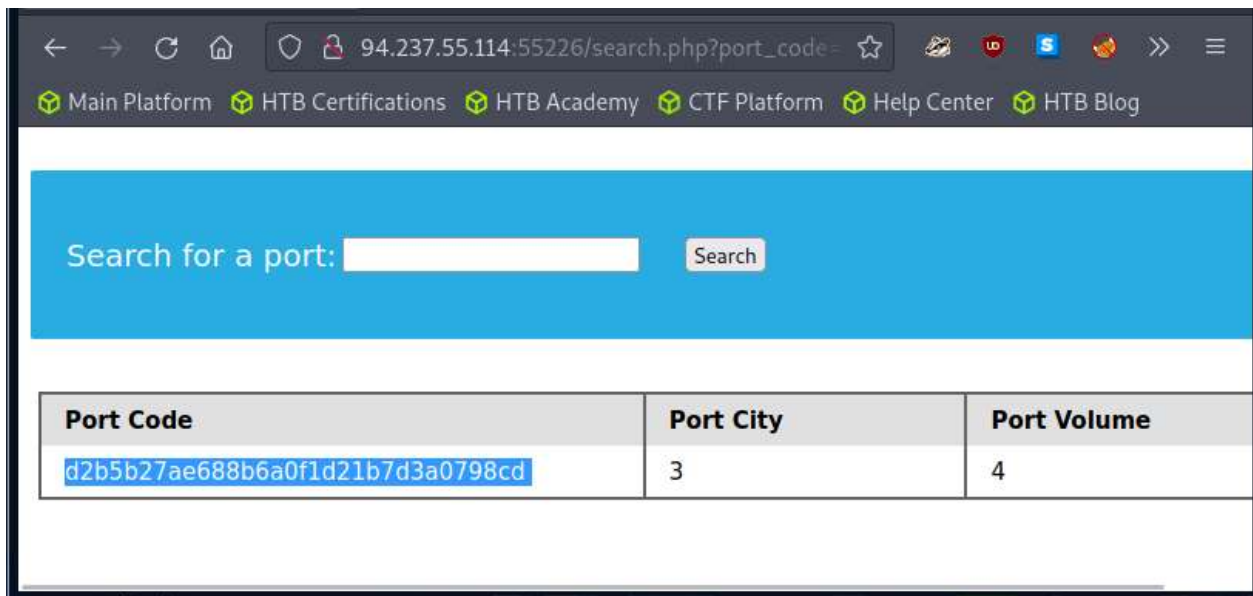 94.237.55.114:55226/search.php?port_code=
Main Platform HTB Certifications HTB Academy CTF Platform Help Center HTB Blog
Search for a port: Search
Port Code Port City Port Volume
d2b5b27ae688b6a0f1d21b7d3a0798cd 3 4